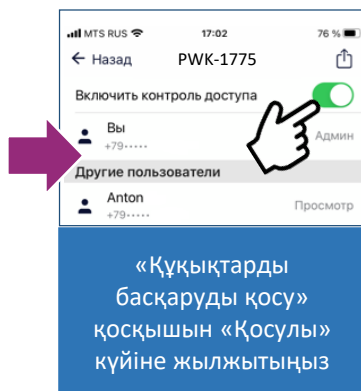 MTS RUS 17:02 76 %
Назад PWK-1775
Включить контроль доступа
Вы
+79.....
Админ
Другие пользователи
Anton
+79.....
Просмотр
«Құқықтарды
басқаруды қосу»
қосқышын «Қосулы»
күйіне жылжытыңыз